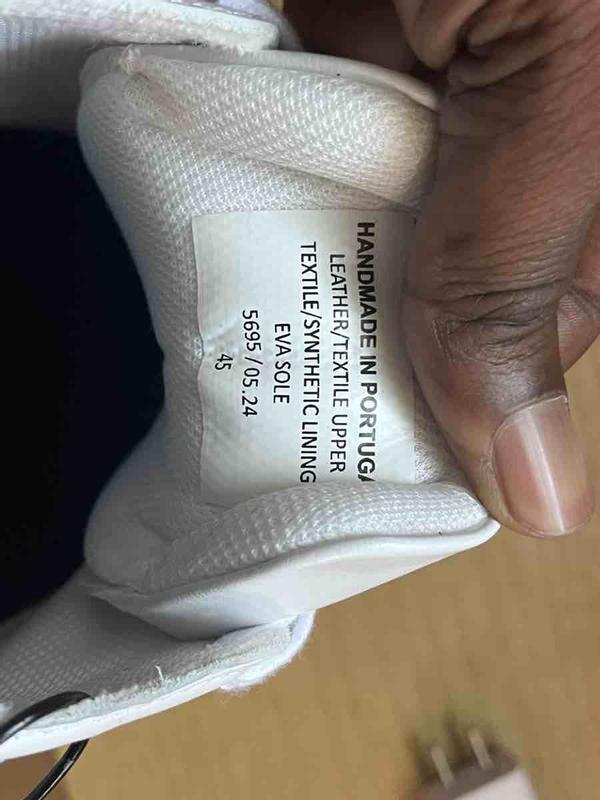 HANDMADE IN PORTUGA
LEATHER/TEXTILE UPPER
TEXTILE/SYNTHETIC LINING
EVA SOLE
5695 / 05.24
45